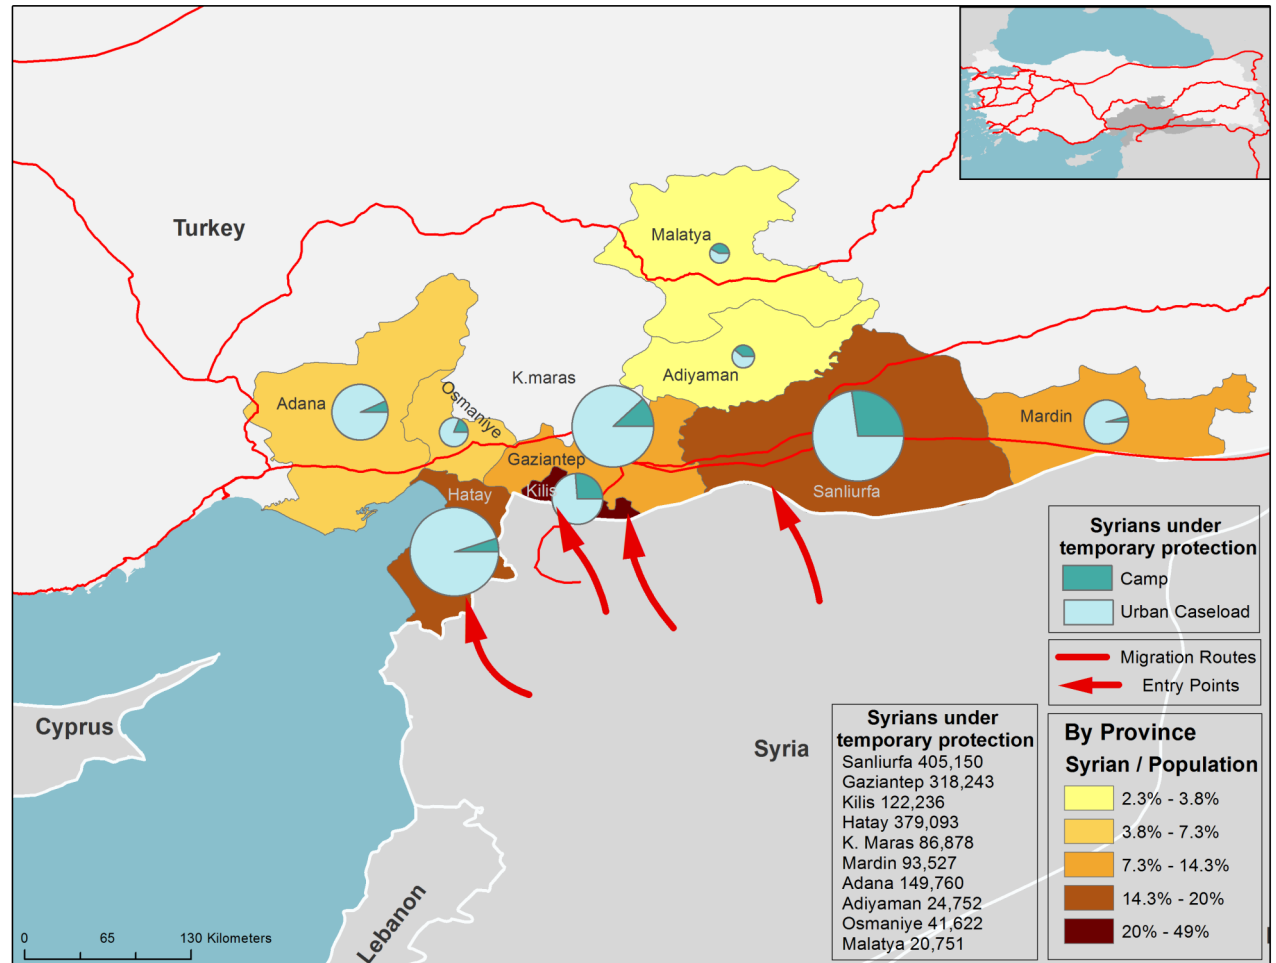 Turkey
Malatya
K.maras
Adiyaman
Adana
Osmaniye
Mardin
Gaziantep
Kilis
Hatay
Sanliurfa
Cyprus
Syria
Lebanon
0 65 130 Kilometers
Syrians under
temporary protection
Camp
Urban Caseload
Migration Routes
Entry Points
Syrians under
temporary protection
Sanliurfa 405,150
Gaziantep 318,243
Kilis 122,236
Hatay 379,093
K. Maras 86,878
Mardin 93,527
Adana 149,760
Adiyaman 24,752
Osmaniye 41,622
Malatya 20,751
By Province
Syrian / Population
2.3% - 3.8%
3.8% - 7.3%
7.3% - 14.3%
14.3% - 20%
20% - 49%